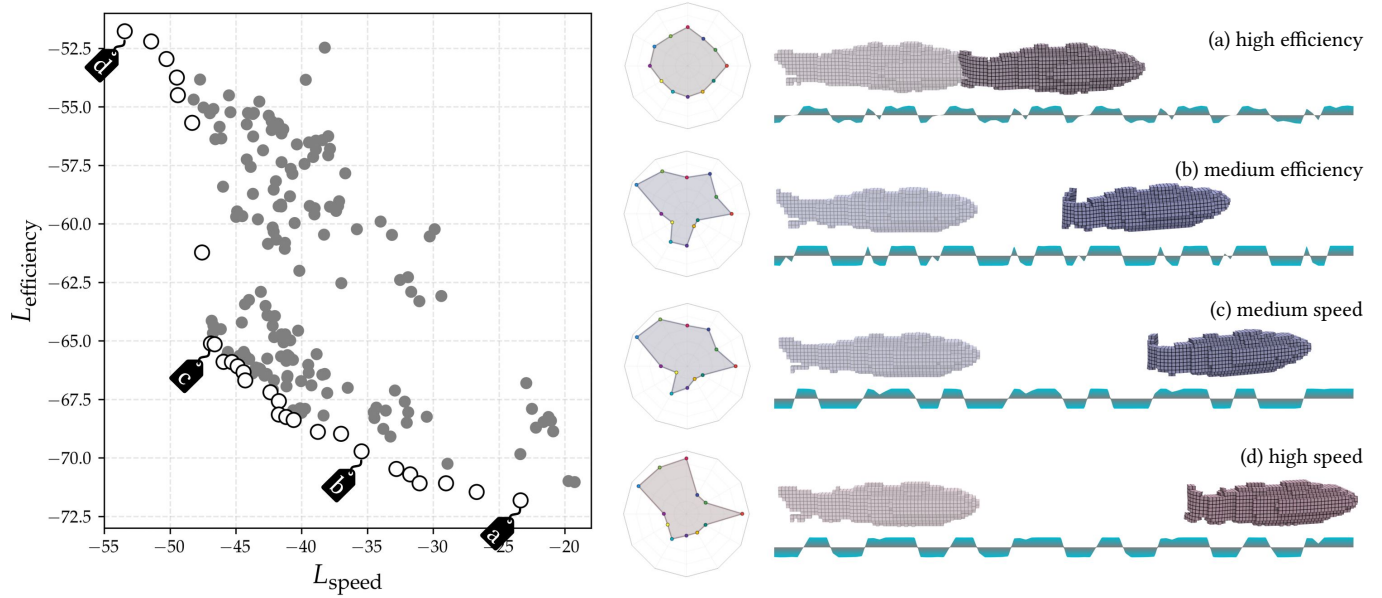 −52.5
−55.0
−57.5
−60.0
−62.5
−65.0
−67.5
−70.0
−72.5
L_efficiency
−55
−50
−45
−40
−35
−30
−25
−20
L_speed
d
c
b
a
(a) high efficiency
(b) medium efficiency
(c) medium speed
(d) high speed